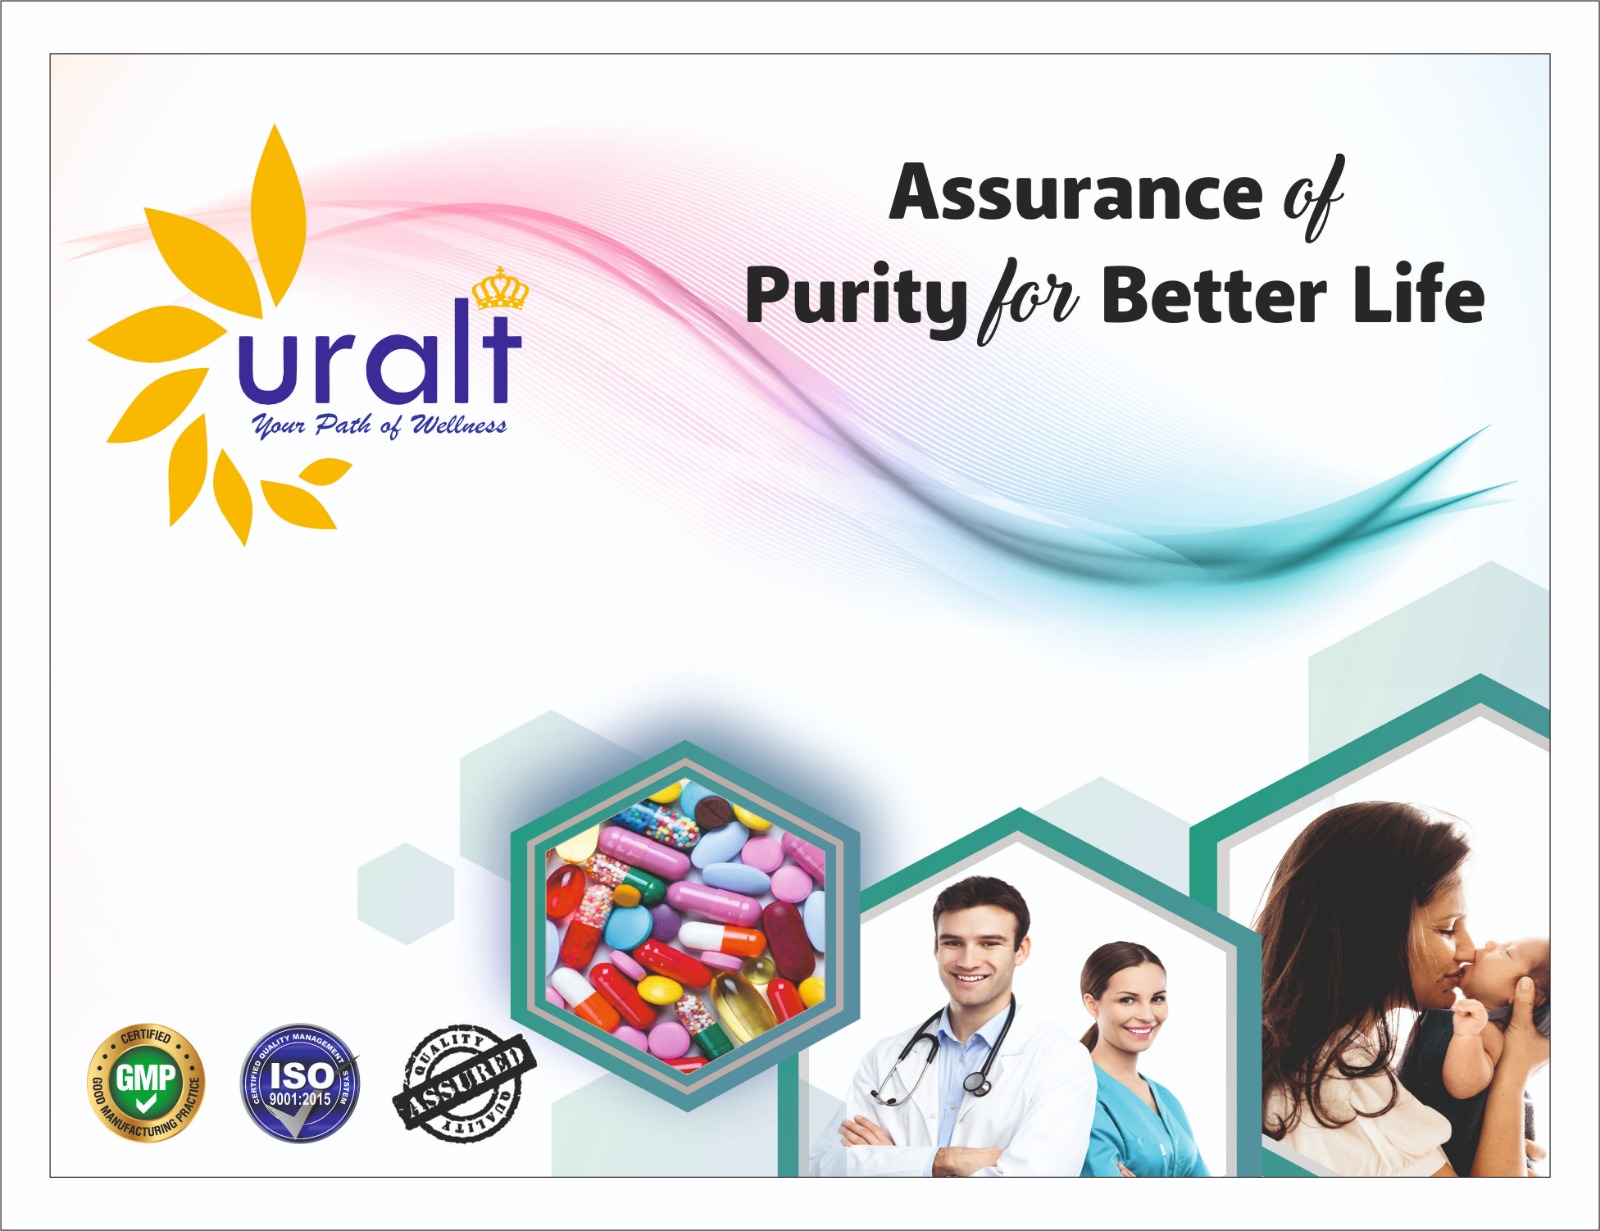 Assurance of
Purity for Better Life
uralt
Your Path of Wellness
CERTIFIED
GMP
GOOD MANUFACTURING PRACTICE
CERTIFIED QUALITY MANAGEMENT SYSTEM
ISO
9001:2015
QUALITY
ASSURED
QUALITY